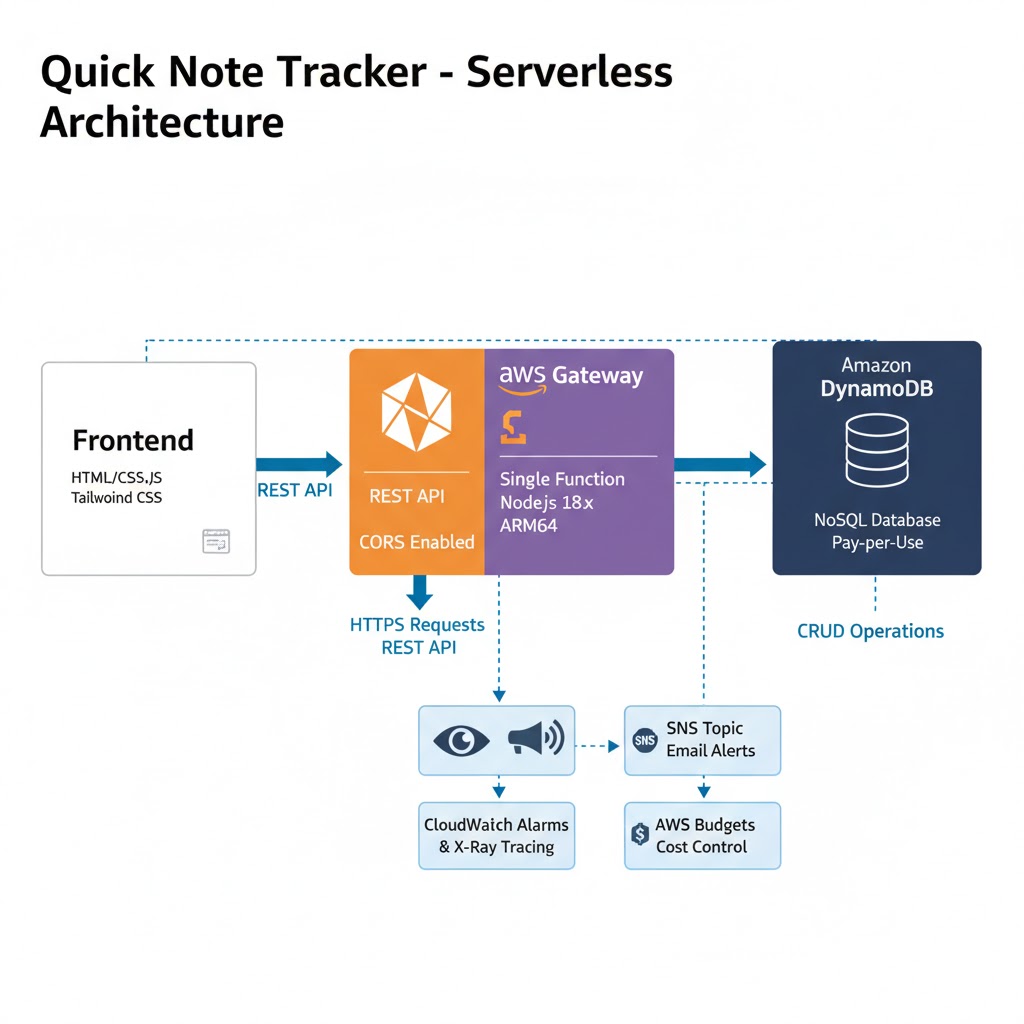 Quick Note Tracker - Serverless
Architecture
Frontend
HTML/CSS,JS
Tailwoind CSS
REST API
REST API
CORS Enabled
aws Gateway
Single Function
Nodejs 18.x
ARM64
Amazon
DynamoDB
NoSQL Database
Pay-per-Use
HTTPS Requests
REST API
CRUD Operations
SNS
SNS Topic
Email Alerts
CloudWatch Alarms
& X-Ray Tracing
$
AWS Budgets
Cost Control